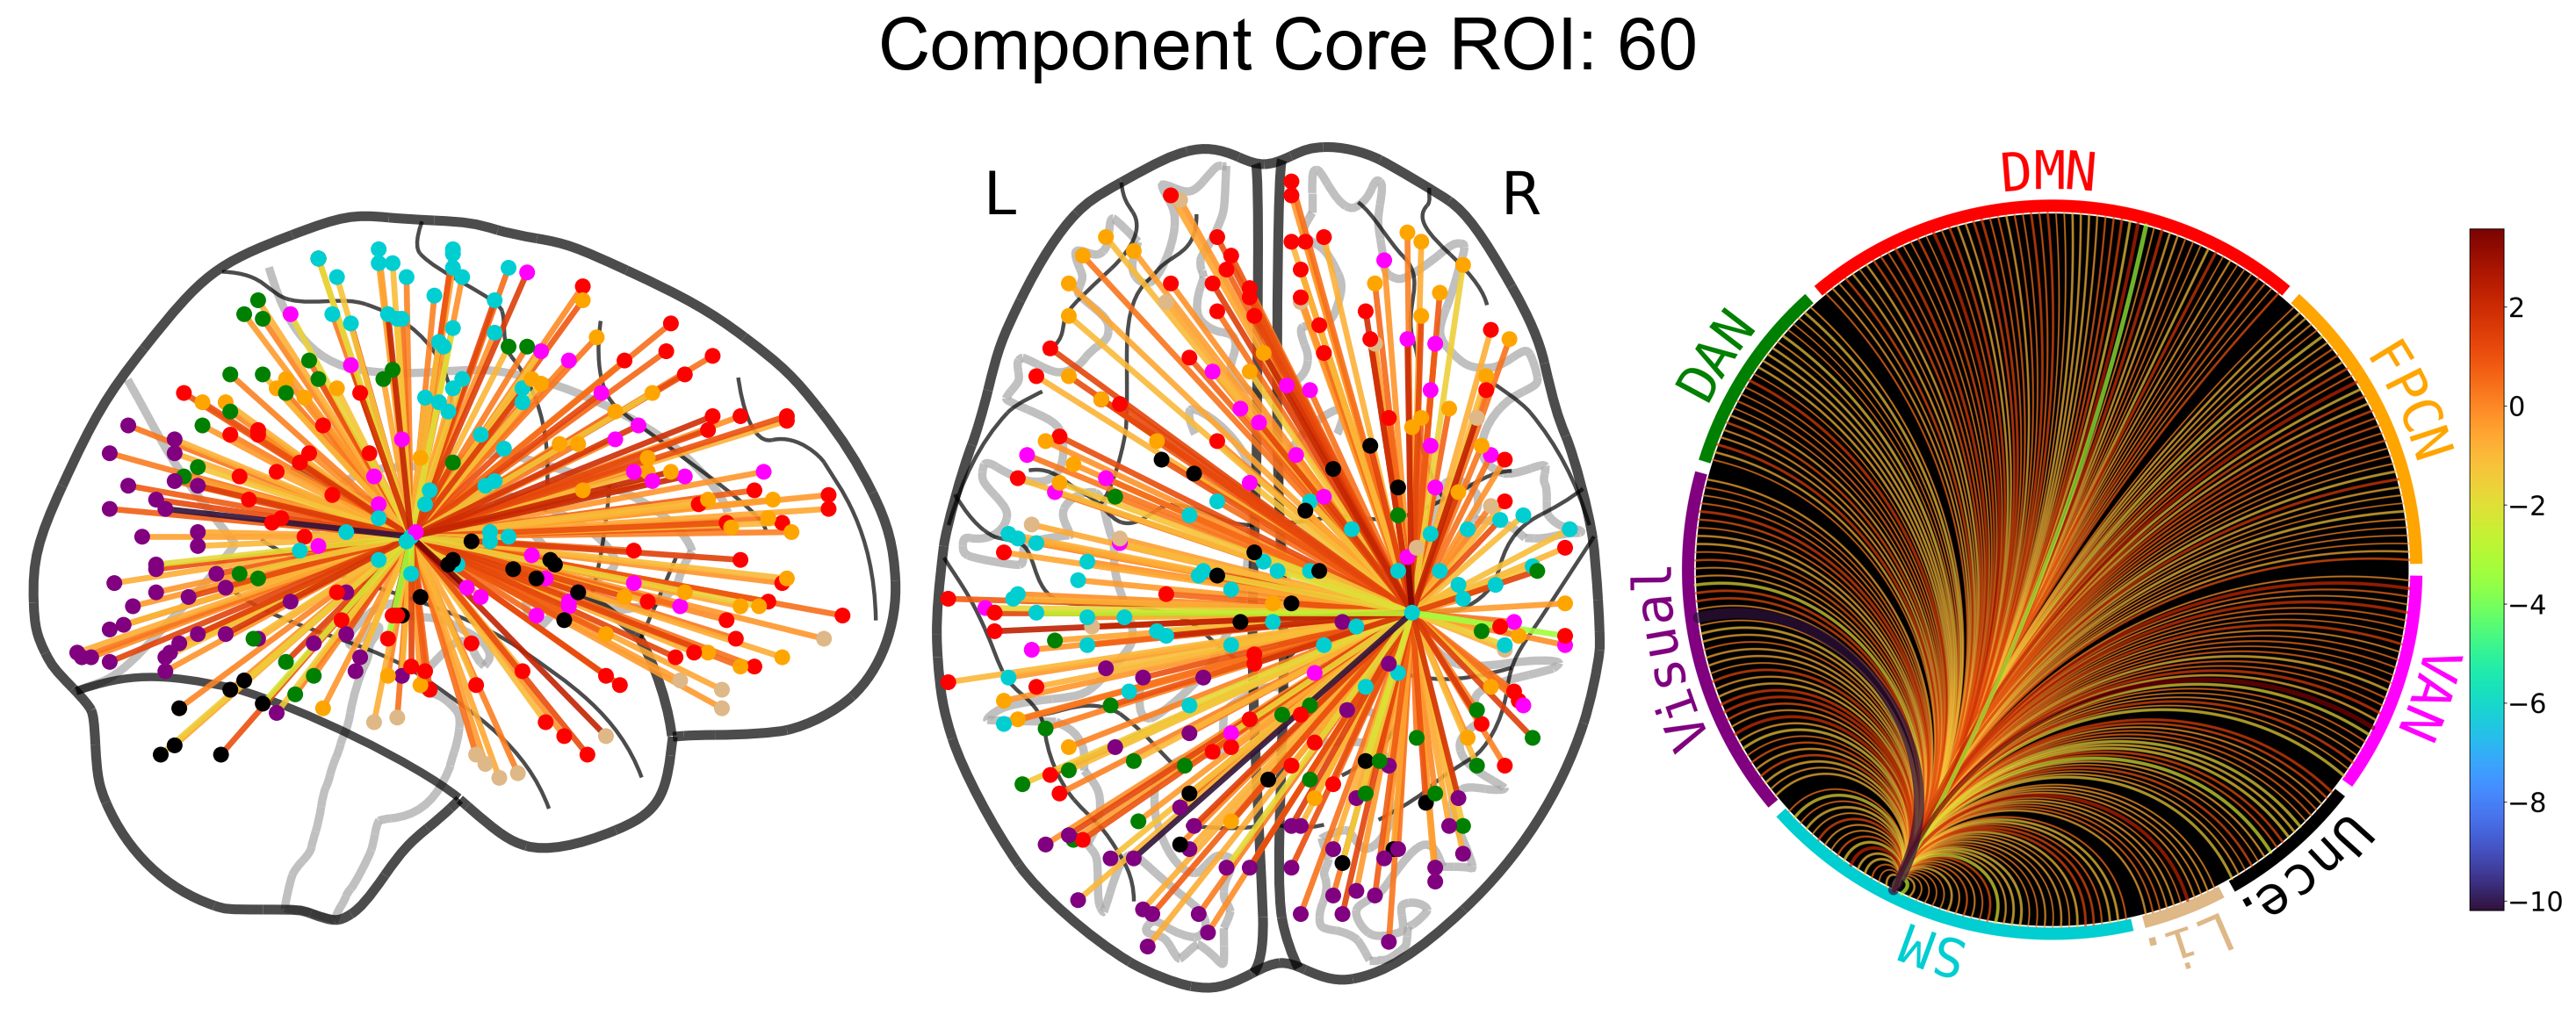 Component Core ROI: 60
L
R
DMN
DAN
FPCN
Visual
VAN
SM
Li.
Unce.
2
0
−2
−4
−6
−8
−10